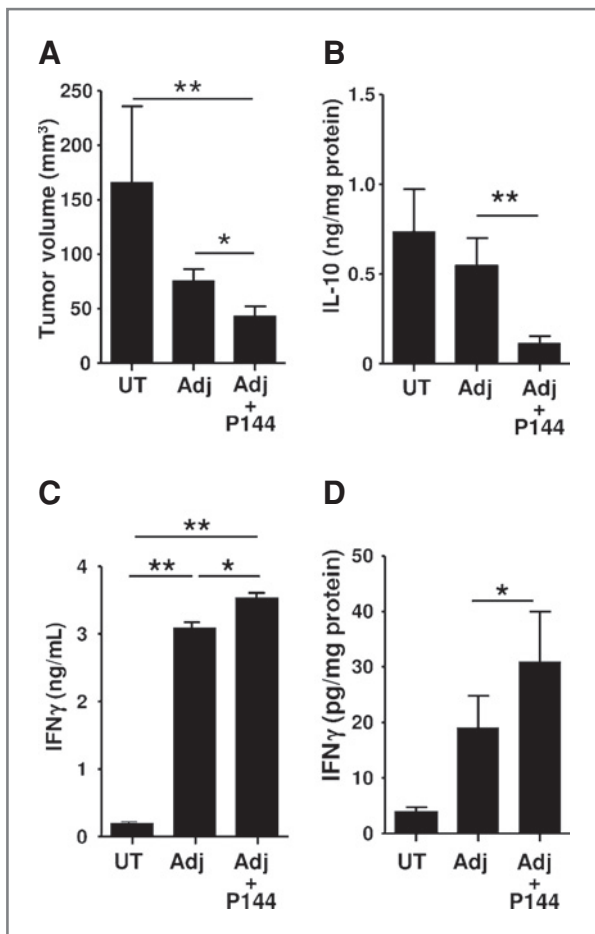 A
Tumor volume (mm³)
250
200
150
100
50
0
**
*
UT
Adj
Adj
+
P144
B
IL-10 (ng/mg protein)
1.5
1.0
0.5
0
**
UT
Adj
Adj
+
P144
C
IFNγ (ng/mL)
4
3
2
1
0
**
**
*
UT
Adj
Adj
+
P144
D
IFNγ (pg/mg protein)
50
40
30
20
10
0
*
UT
Adj
Adj
+
P144